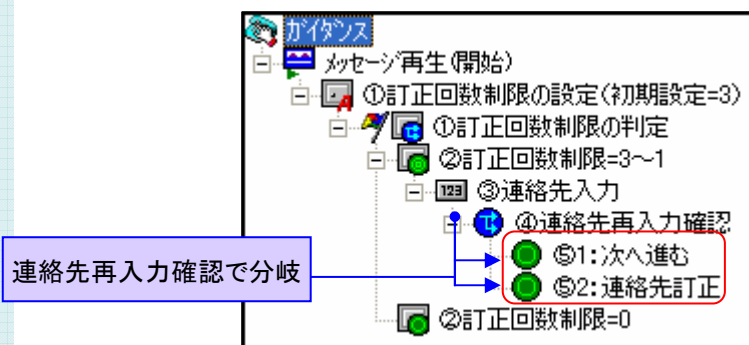 ガイダンス
メッセージ再生(開始)
①訂正回数制限の設定(初期設定=3)
①訂正回数制限の判定
②訂正回数制限=3～1
123 ③連絡先入力
④連絡先再入力確認
⑤1:次へ進む
連絡先再入力確認で分岐
⑤2:連絡先訂正
②訂正回数制限=0